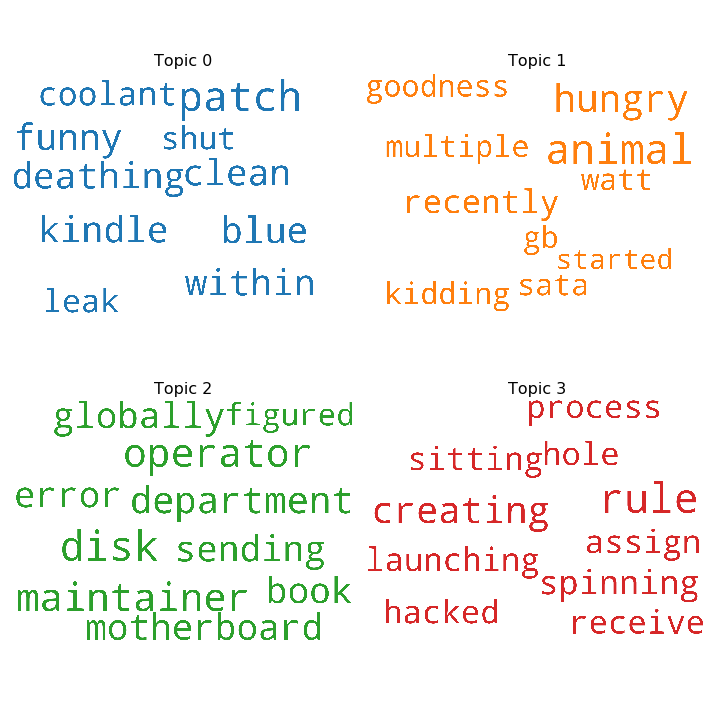 Topic 0
coolant patch
funny shut
deathing clean
kindle blue
within
leak
Topic 1
goodness hungry
multiple animal
watt
recently
gb
started
kidding sata
Topic 2
globally figured
operator
error department
disk sending
maintainer book
motherboard
Topic 3
process
sitting hole
creating rule
launching assign
spinning
hacked receive